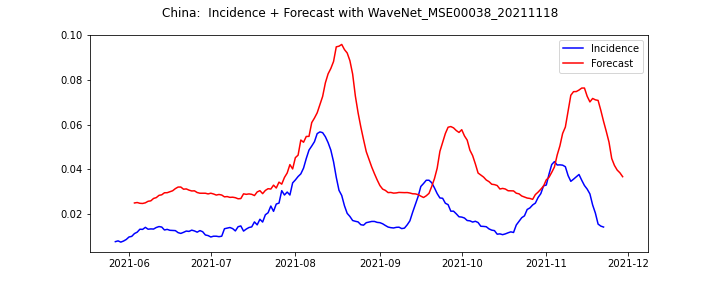 China:  Incidence + Forecast with WaveNet_MSE00038_20211118
Incidence
Forecast
0.10
0.08
0.06
0.04
0.02
2021-06 2021-07 2021-08 2021-09 2021-10 2021-11 2021-12